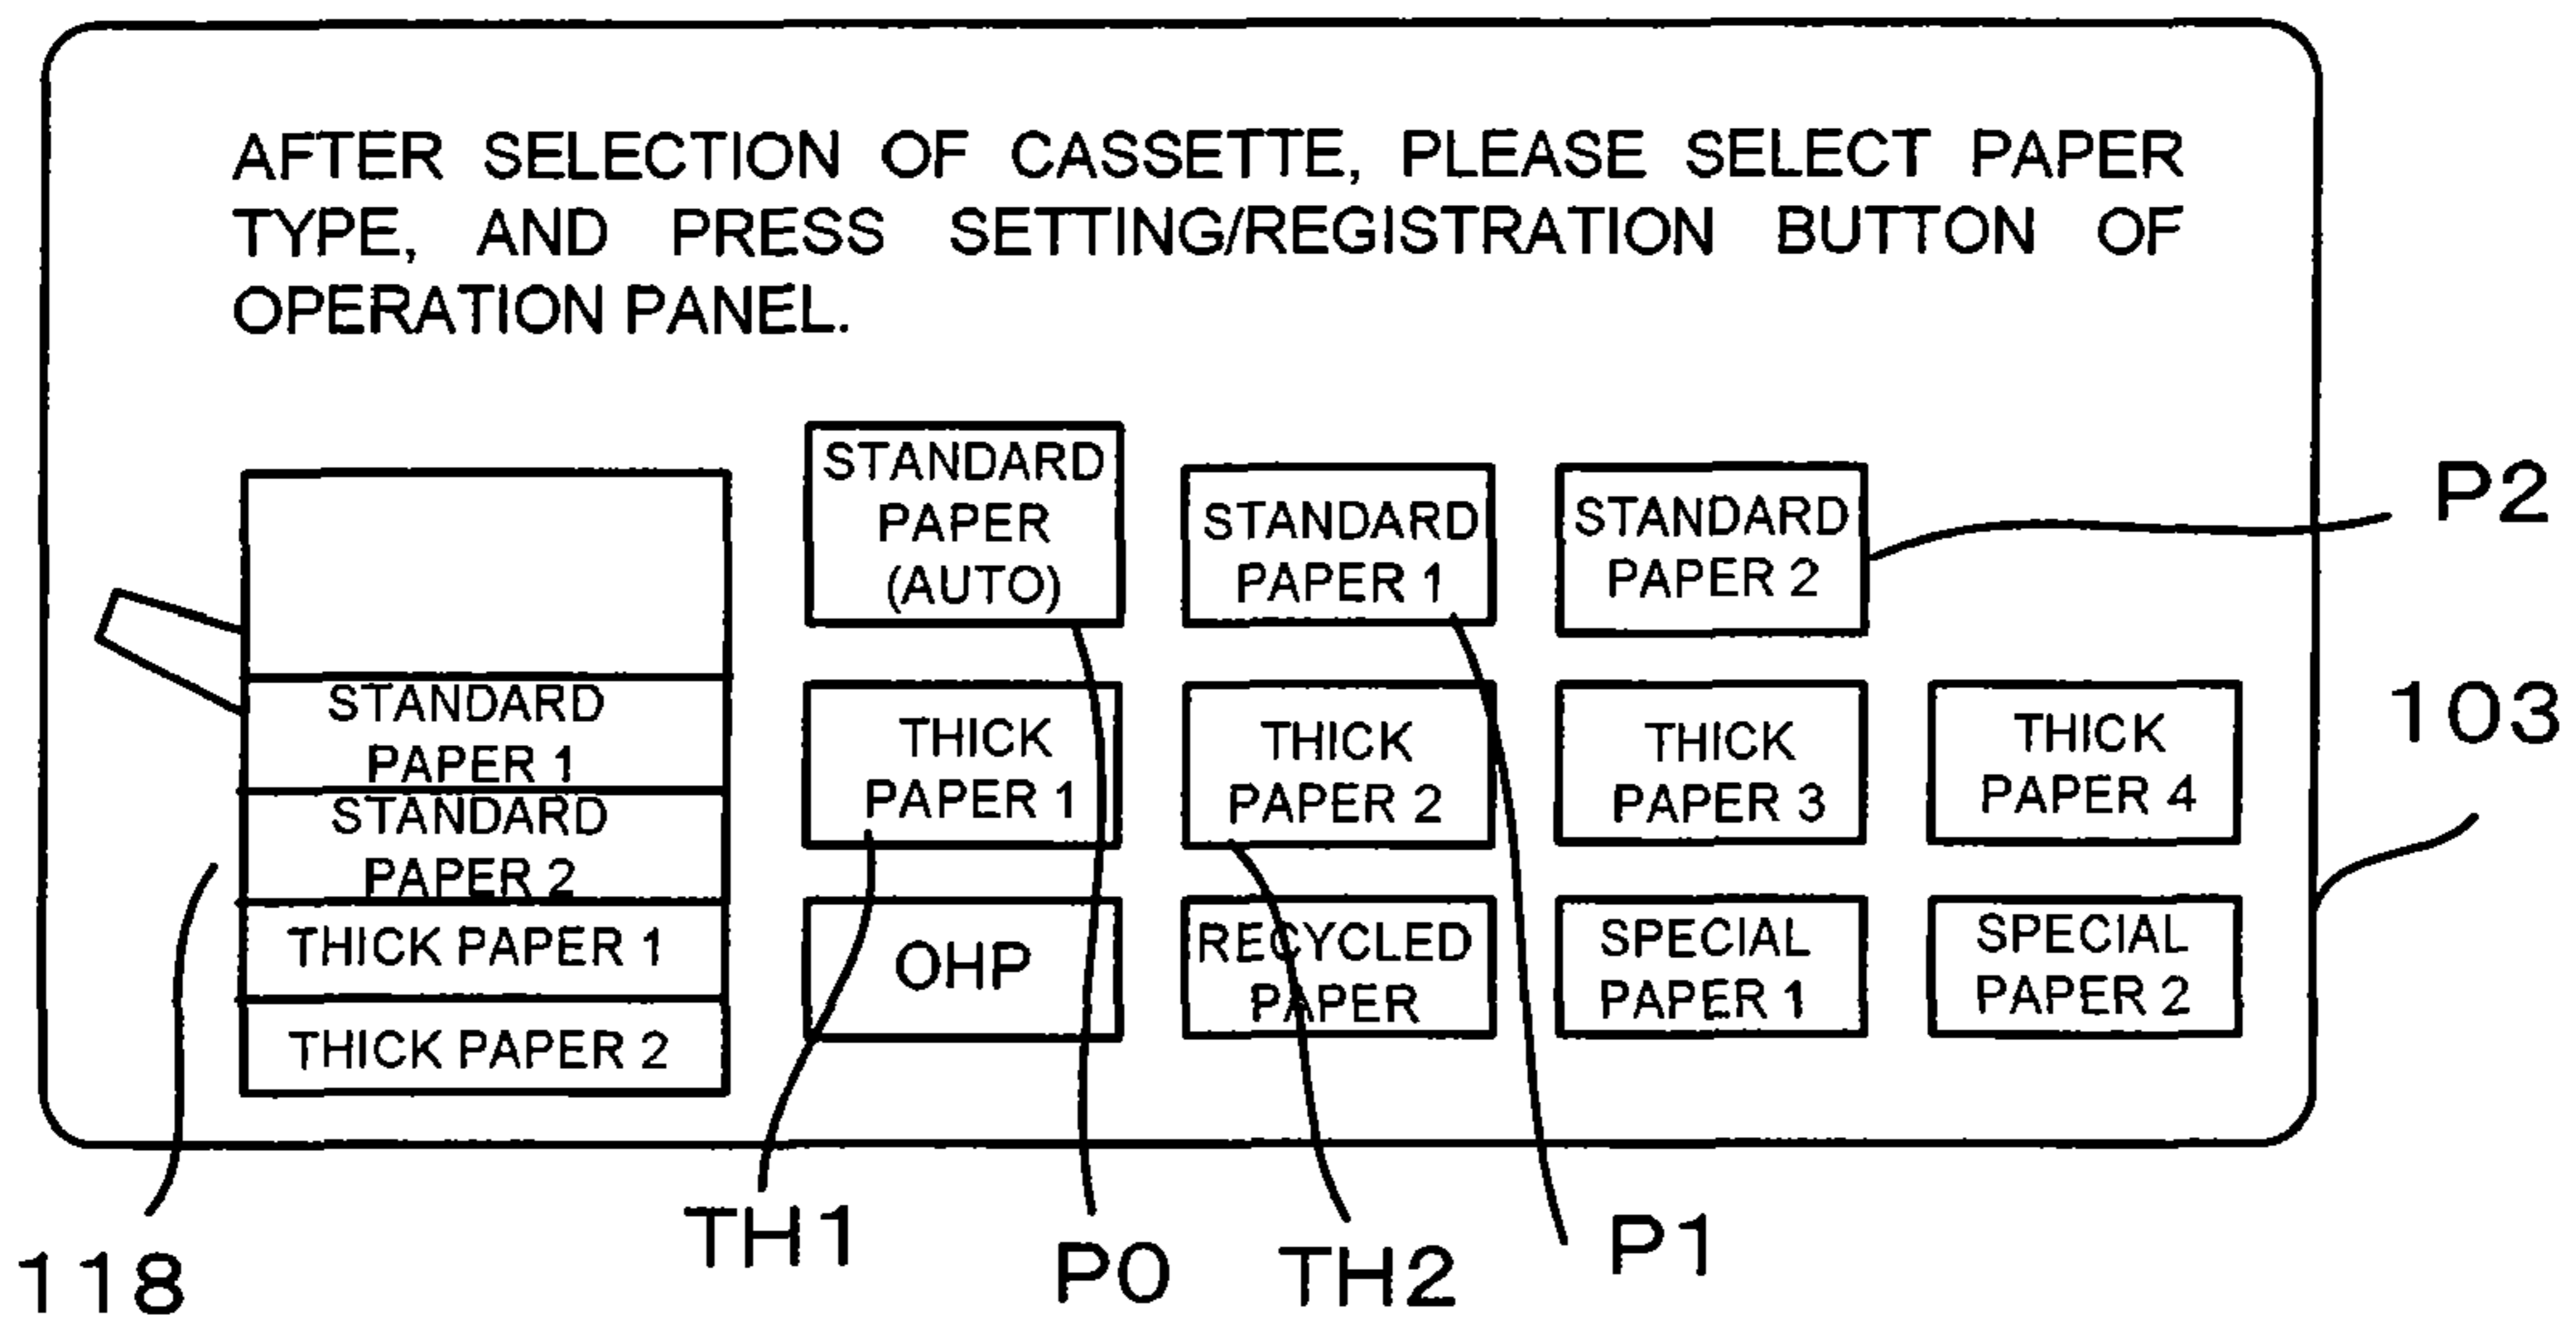 AFTER SELECTION OF CASSETTE, PLEASE SELECT PAPER
TYPE, AND PRESS SETTING/REGISTRATION BUTTON OF
OPERATION PANEL.
STANDARD
PAPER 1
STANDARD
PAPER 2
THICK PAPER 1
THICK PAPER 2
STANDARD
PAPER
(AUTO)
STANDARD
PAPER 1
STANDARD
PAPER 2
THICK
PAPER 1
THICK
PAPER 2
THICK
PAPER 3
THICK
PAPER 4
OHP
RECYCLED
PAPER
SPECIAL
PAPER 1
SPECIAL
PAPER 2
P2
103
118
TH1
P0
TH2
P1